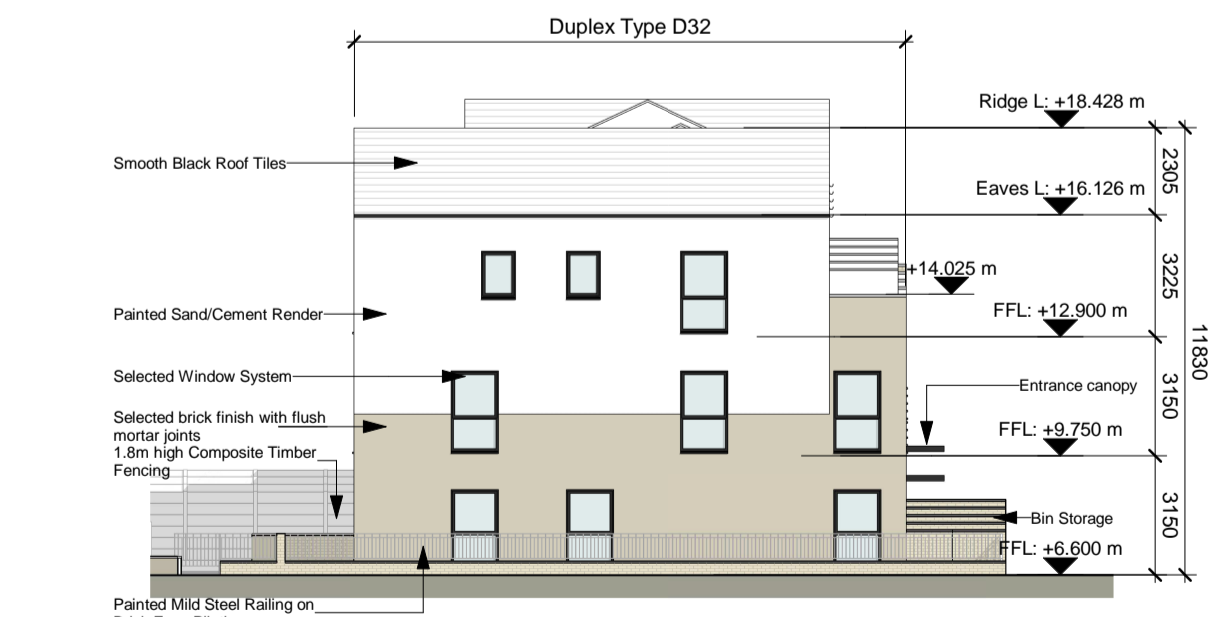 Duplex Type D32
Ridge L: +18.428 m
Smooth Black Roof Tiles
2305
Eaves L: +16.126 m
3225
+14.025 m
Painted Sand/Cement Render
FFL: +12.900 m
11830
Selected Window System
Entrance canopy
3150
Selected brick finish with flush
mortar joints
FFL: +9.750 m
1.8m high Composite Timber
Fencing
3150
Bin Storage
FFL: +6.600 m
Painted Mild Steel Railing on